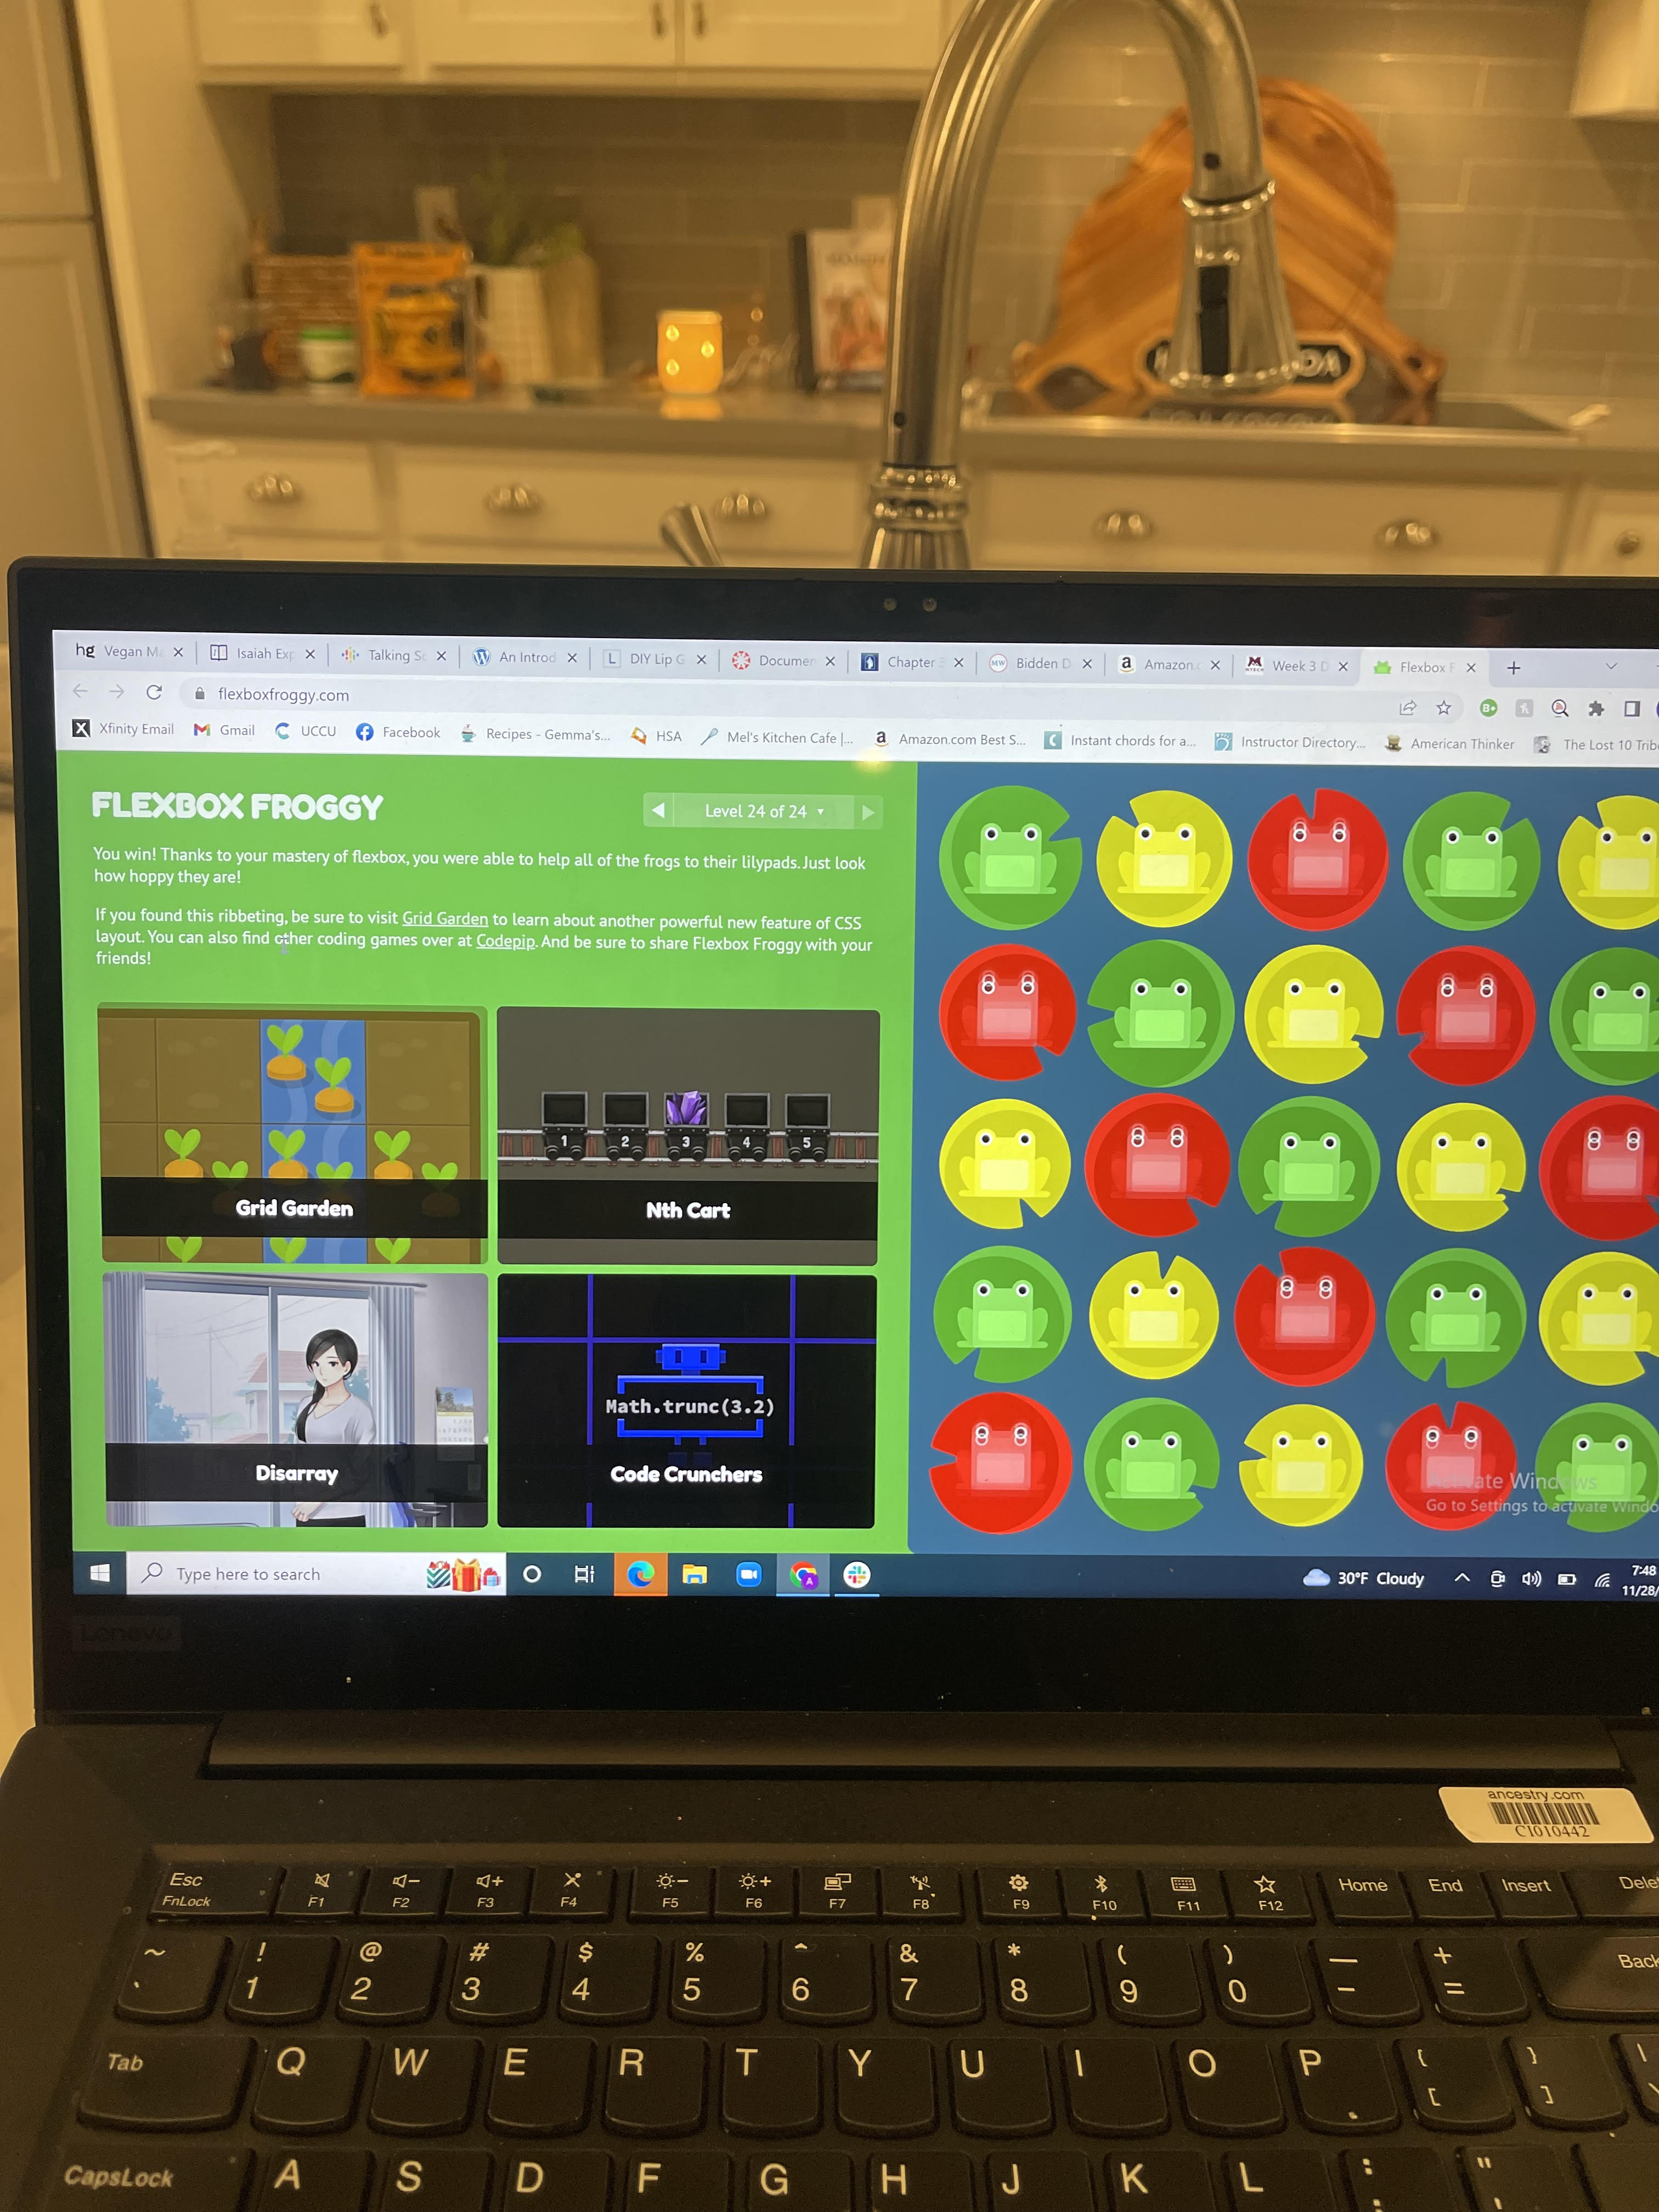 hg Vegan M
Isaiah Exp
Talking Sc
An Introd
L DIY Lip G
Documen
Chapter
MW Bidden D
a Amazon.c
Week 3 D
Flexbox F
flexboxfroggy.com
B+
X Xfinity Email
Gmail
UCCU
Facebook
Recipes - Gemma's...
HSA
Mel's Kitchen Cafe |...
a Amazon.com Best S...
Instant chords for a...
Instructor Directory...
American Thinker
The Lost 10 Trib
FLEXBOX FROGGY
Level 24 of 24
You win! Thanks to your mastery of flexbox, you were able to help all of the frogs to their lilypads. Just look
how hoppy they are!
If you found this ribbeting, be sure to visit Grid Garden to learn about another powerful new feature of CSS
layout. You can also find other coding games over at Codepip. And be sure to share Flexbox Froggy with your
friends!
1 2 3 4 5
Grid Garden
Nth Cart
Math.trunc(3.2)
Disarray
Code Crunchers
Activate Windows
Go to Settings to activate Windo
Type here to search
A
30°F Cloudy
7:48
11/28/
Lenovo
ancestry.com
C1010442
Esc
FnLock
F1 F2 F3 F4 F5 F6 F7 F8 F9 F10 F11 F12
Home End Insert Dele
~ ! @ # $ % ^ & * ( ) — +
` 1 2 3 4 5 6 7 8 9 0 - = Back
Tab Q W E R T Y U I O P { [ } ] | \
CapsLock A S D F G H J K L : ; "